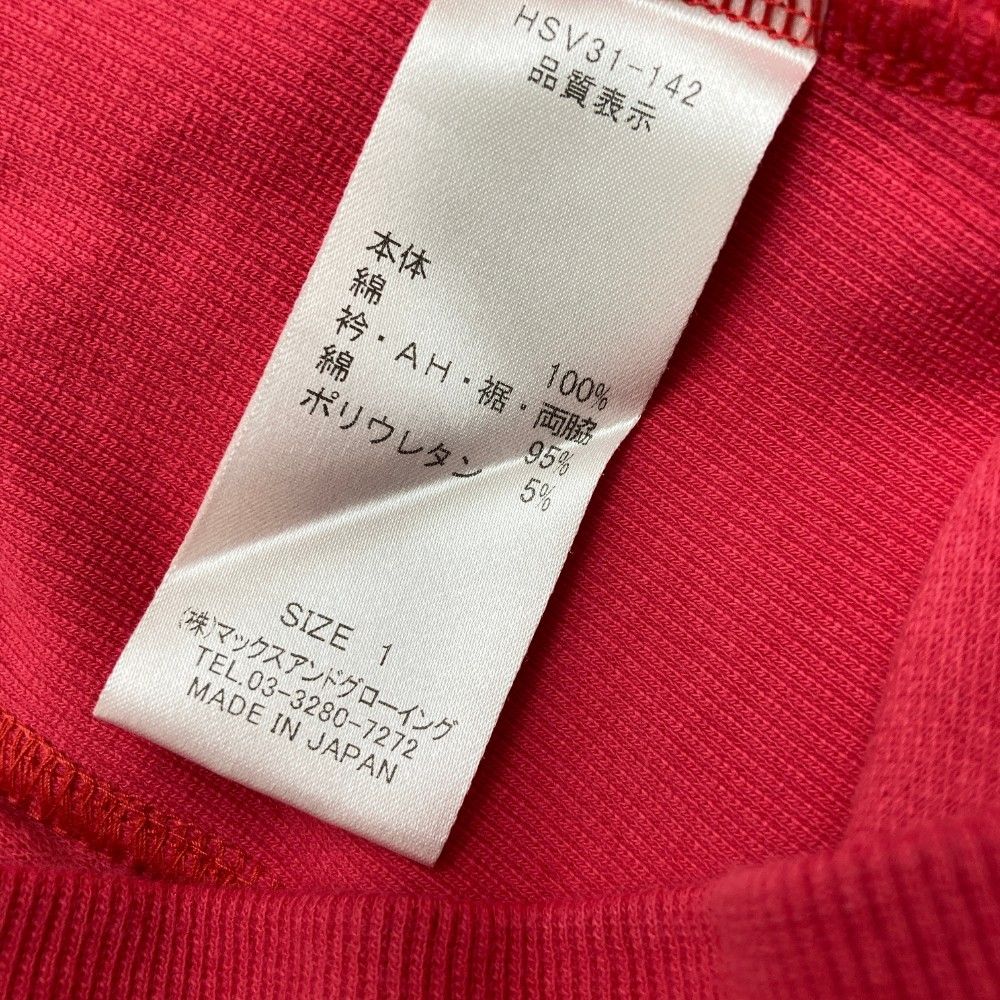 HSV31-142
品質表示
本体
綿 100%
衿・AH・裾・両脇
綿 95%
ポリウレタン 5%
SIZE 1
(株)マックスアンドグローイング
TEL.03-3280-7272
MADE IN JAPAN